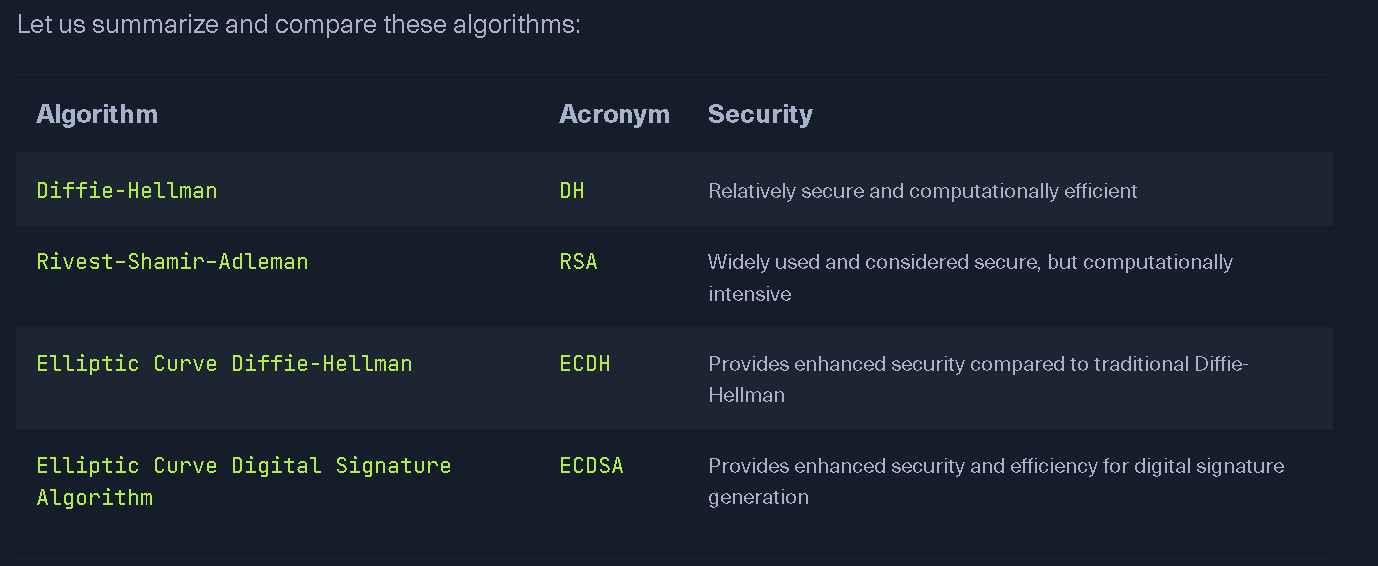 Let us summarize and compare these algorithms:
Algorithm Acronym Security
Diffie-Hellman DH Relatively secure and computationally efficient
Rivest–Shamir–Adleman RSA Widely used and considered secure, but computationally
intensive
Elliptic Curve Diffie-Hellman ECDH Provides enhanced security compared to traditional Diffie-
Hellman
Elliptic Curve Digital Signature ECDSA Provides enhanced security and efficiency for digital signature
Algorithm generation